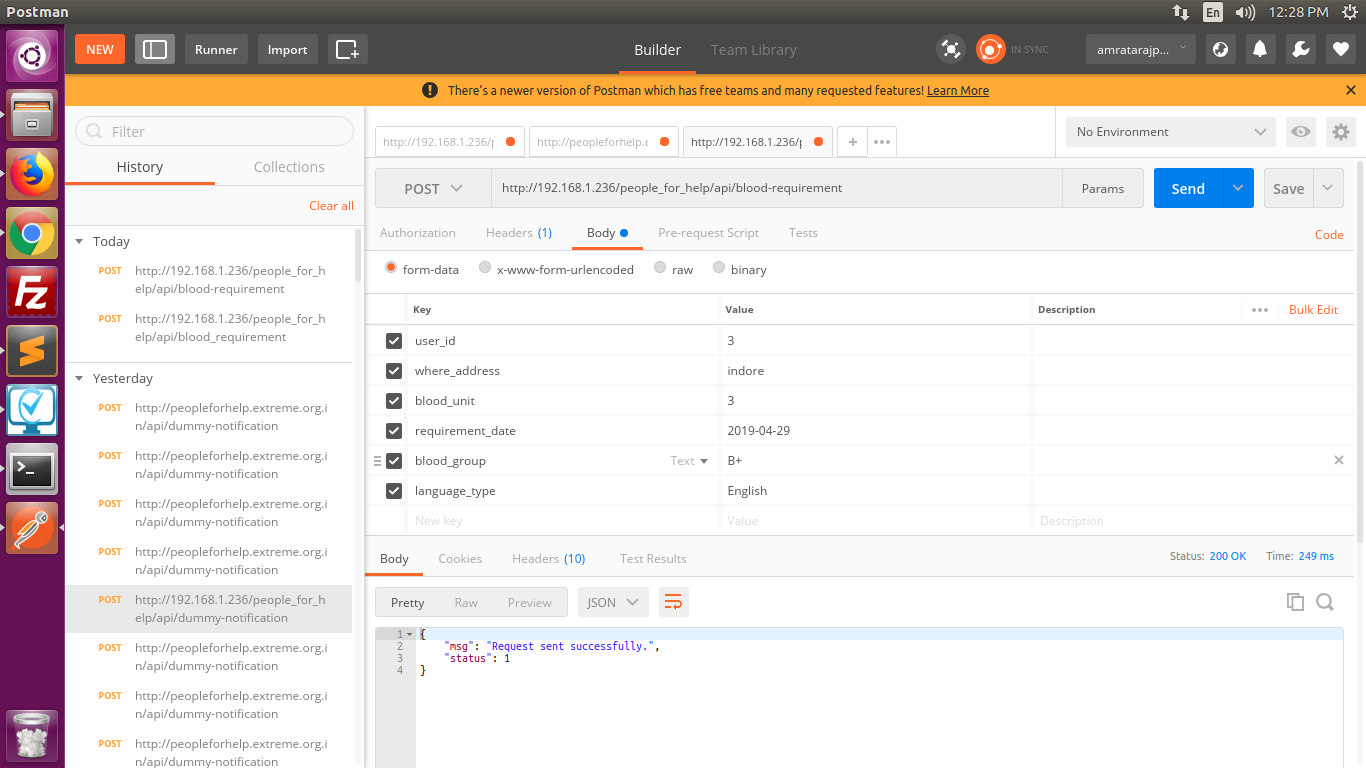 Postman
En
12:28 PM
NEW
Runner
Import
Builder
Team Library
IN SYNC
amratarajp...
There's a newer version of Postman which has free teams and many requested features! Learn More
Filter
History
Collections
Clear all
Today
POST http://192.168.1.236/people_for_h
elp/api/blood-requirement
POST http://192.168.1.236/people_for_h
elp/api/blood_requirement
Yesterday
POST http://peopleforhelp.extreme.org.i
n/api/dummy-notification
POST http://peopleforhelp.extreme.org.i
n/api/dummy-notification
POST http://peopleforhelp.extreme.org.i
n/api/dummy-notification
POST http://peopleforhelp.extreme.org.i
n/api/dummy-notification
POST http://192.168.1.236/people_for_h
elp/api/dummy-notification
POST http://peopleforhelp.extreme.org.i
n/api/dummy-notification
POST http://peopleforhelp.extreme.org.i
n/api/dummy-notification
POST http://peopleforhelp.extreme.org.i
n/api/dummy-notification
http://192.168.1.236/p
http://peopleforhelp.e
http://192.168.1.236/p
No Environment
POST
http://192.168.1.236/people_for_help/api/blood-requirement
Params
Send
Save
Authorization
Headers (1)
Body
Pre-request Script
Tests
Code
form-data
x-www-form-urlencoded
raw
binary
Key Value Description
Bulk Edit
user_id 3
where_address indore
blood_unit 3
requirement_date 2019-04-29
blood_group Text B+
language_type English
New key Value Description
Body
Cookies
Headers (10)
Test Results
Status: 200 OK
Time: 249 ms
Pretty
Raw
Preview
JSON
1 {
2 "msg": "Request sent successfully.",
3 "status": 1
4 }